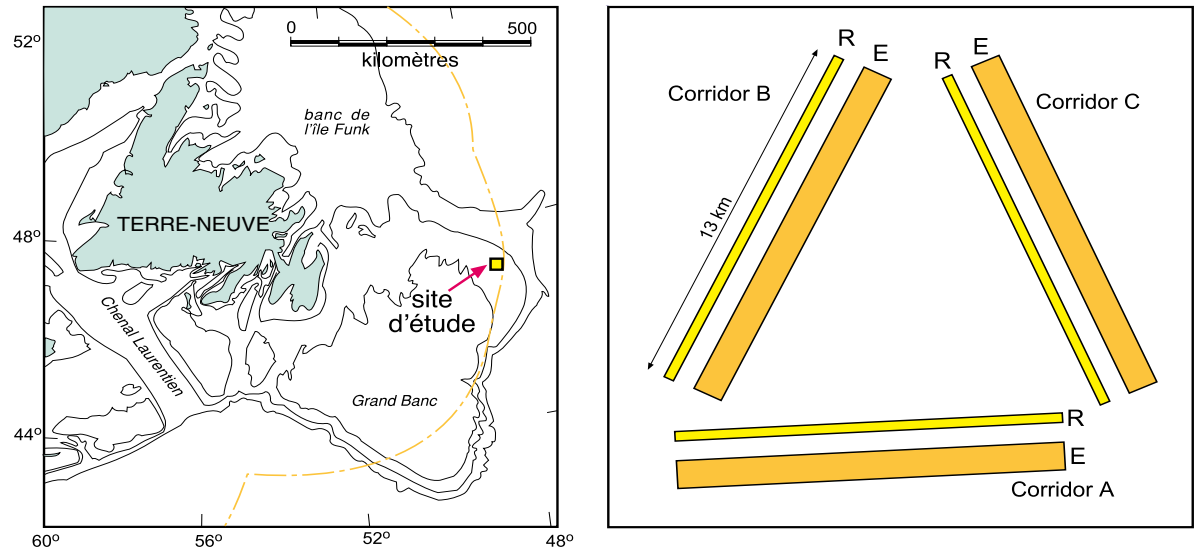 52º
0
500
kilomètres
banc de
l'île Funk
TERRE-NEUVE
48º
site
d'étude
Chenal Laurentien
Grand Banc
44º
60º
56º
52º
48º
R
E
Corridor B
13 km
R
E
Corridor C
R
E
Corridor A